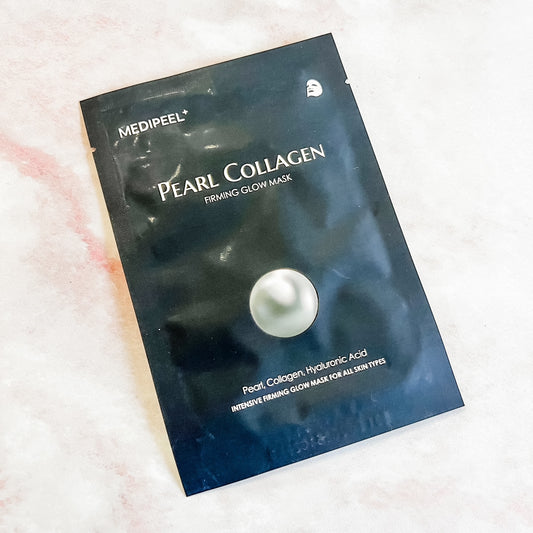 MEDIPEEL+
PEARL COLLAGEN
FIRMING GLOW MASK
Pearl, Collagen, Hyaluronic Acid
INTENSIVE FIRMING GLOW MASK FOR ALL SKIN TYPES